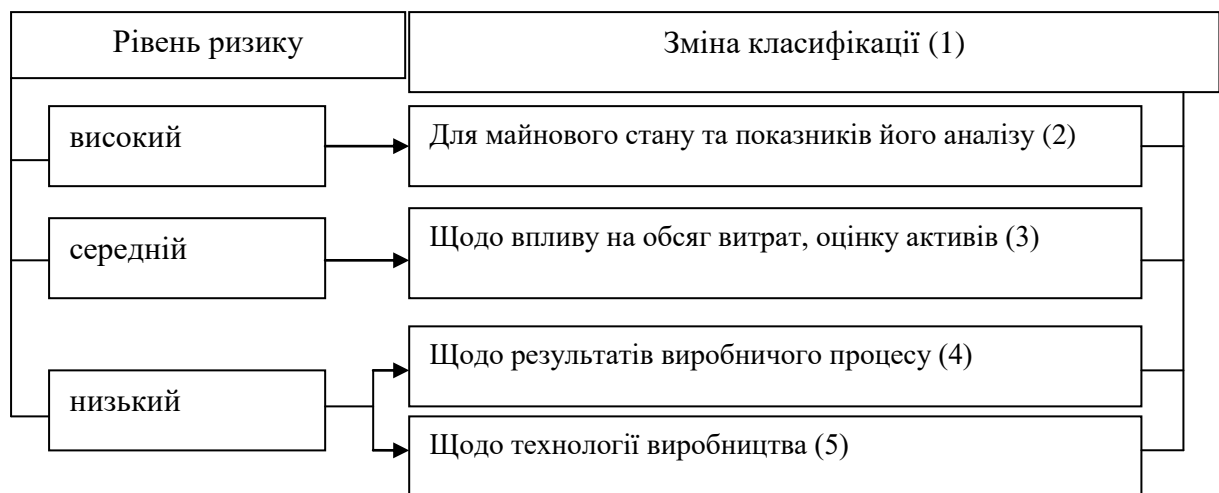 Рівень ризику
Зміна класифікації (1)
високий
Для майнового стану та показників його аналізу (2)
середній
Щодо впливу на обсяг витрат, оцінку активів (3)
низький
Щодо результатів виробничого процесу (4)
Щодо технології виробництва (5)